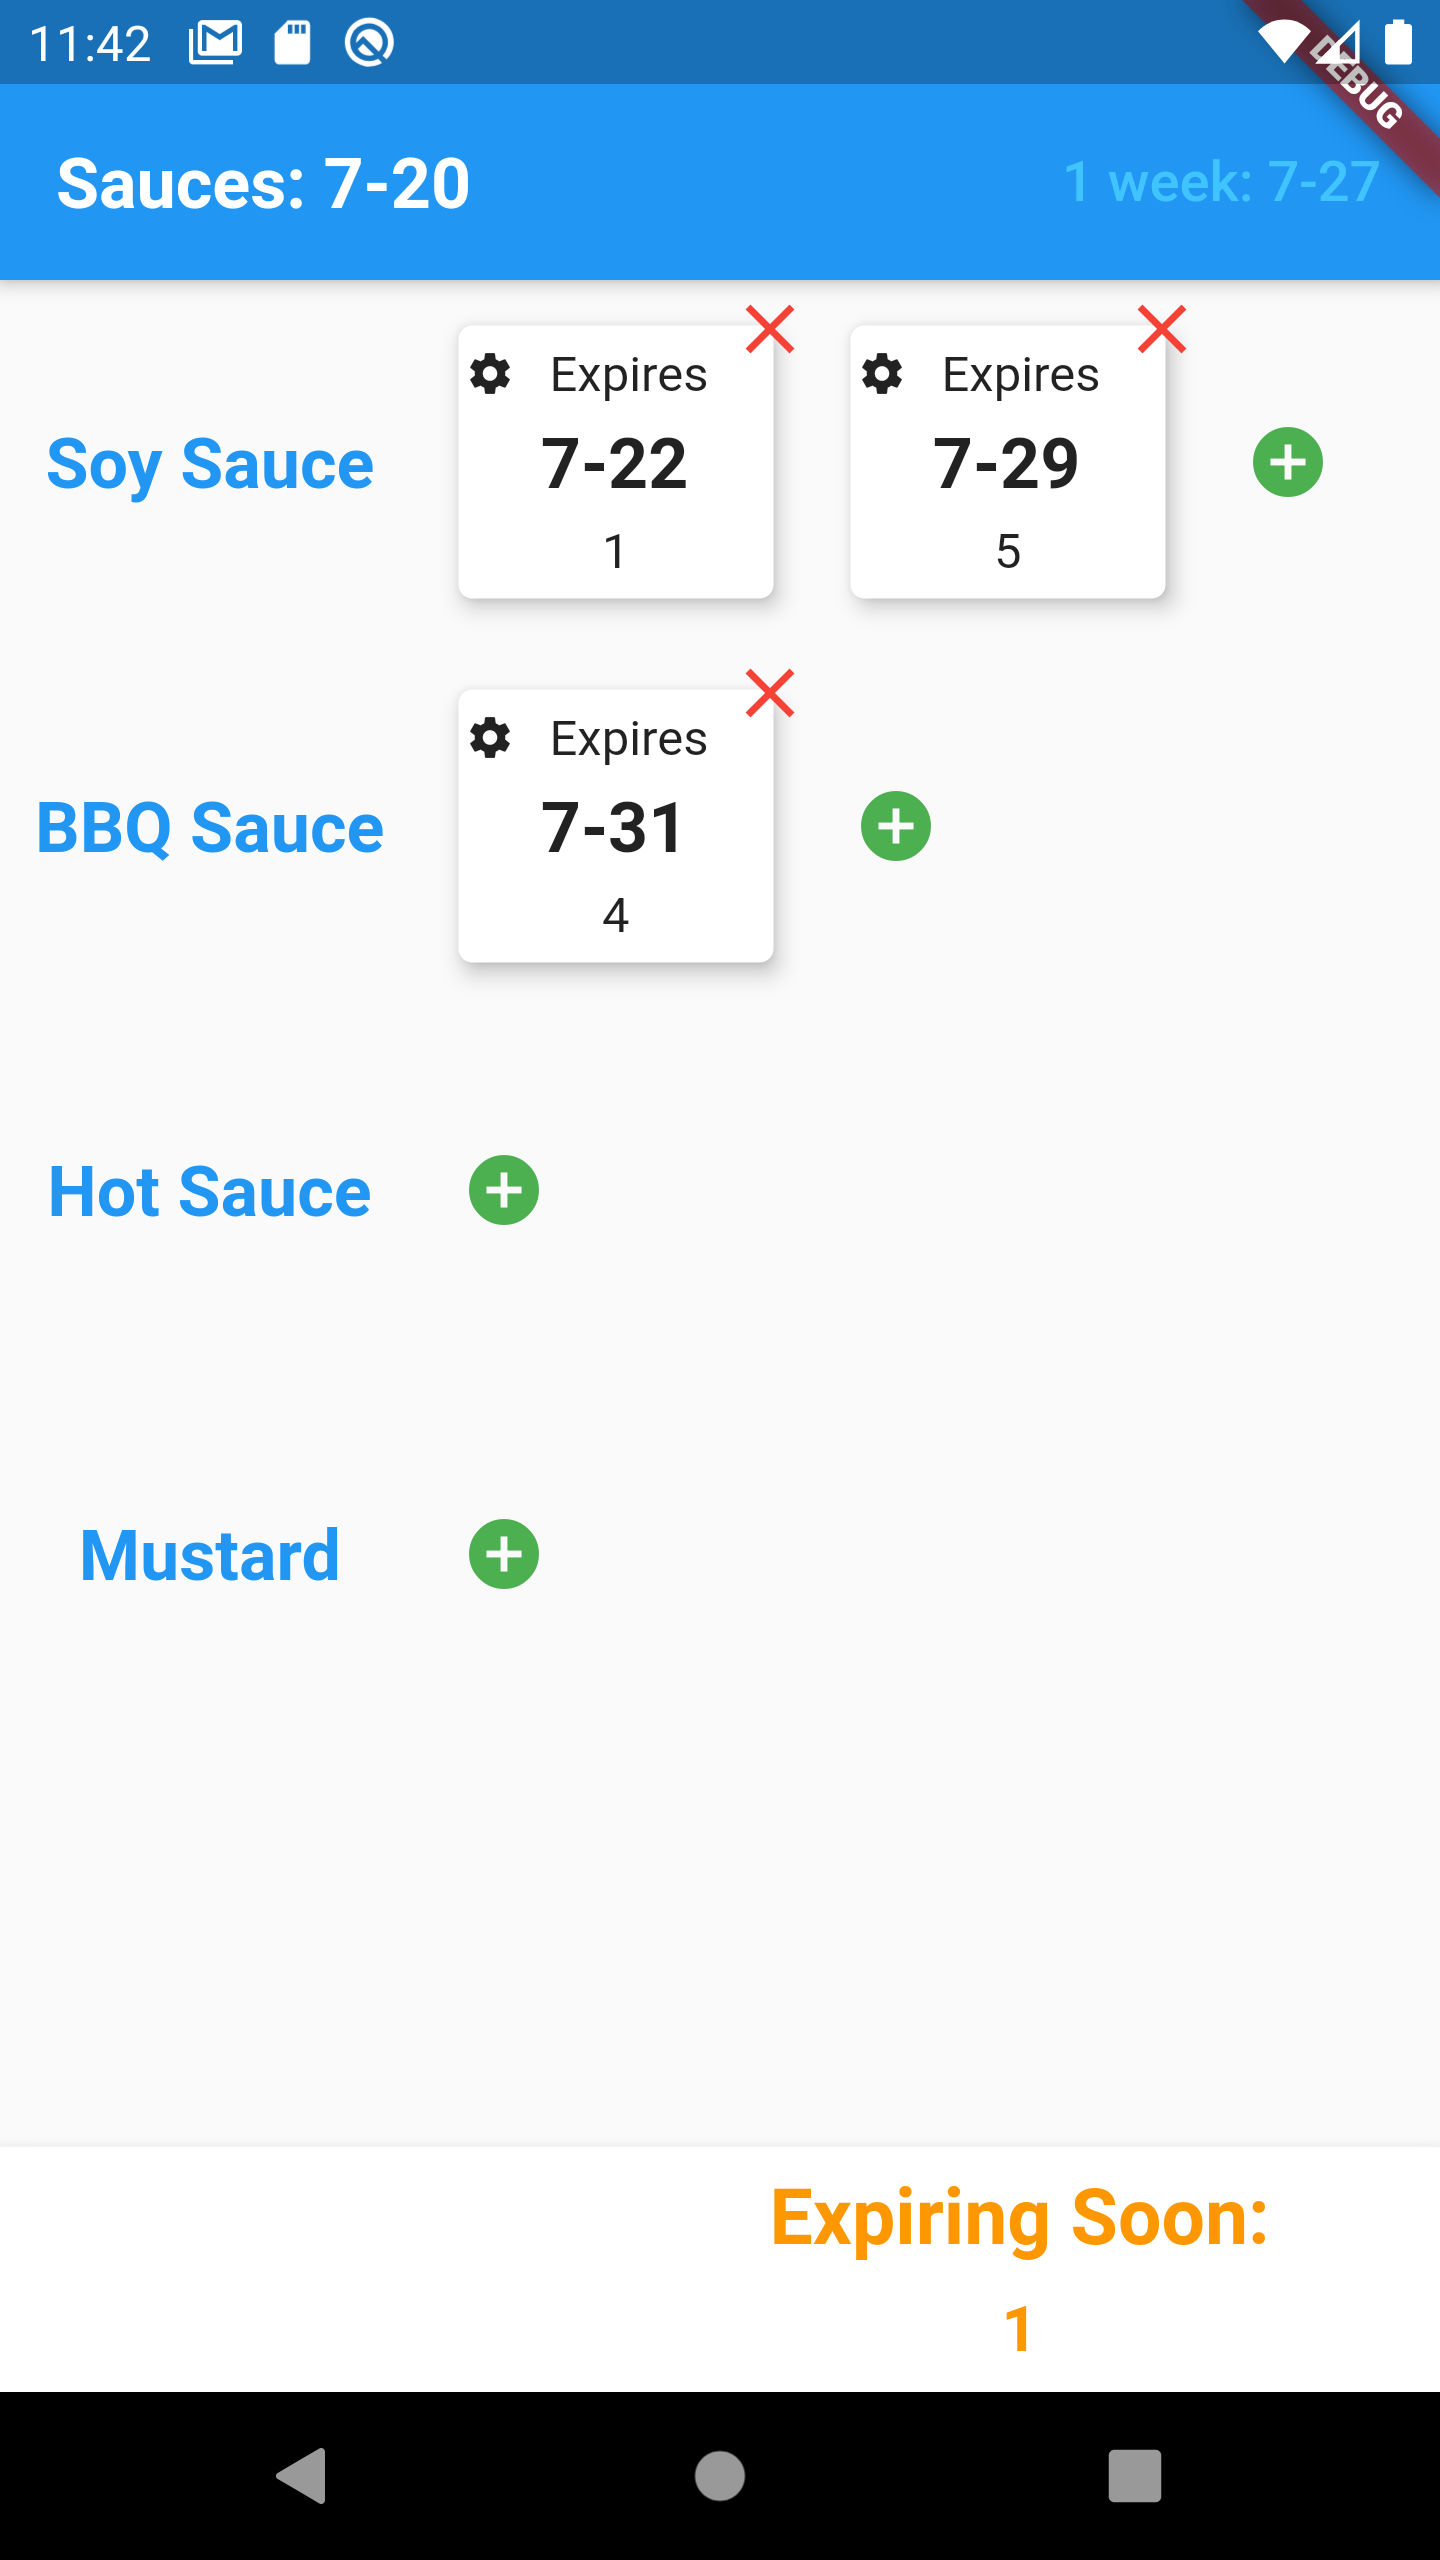 11:42
DEBUG
Sauces: 7-20
1 week: 7-27
Expires
Expires
Soy Sauce
7-22
7-29
1
5
Expires
BBQ Sauce
7-31
4
Hot Sauce
Mustard
Expiring Soon:
1